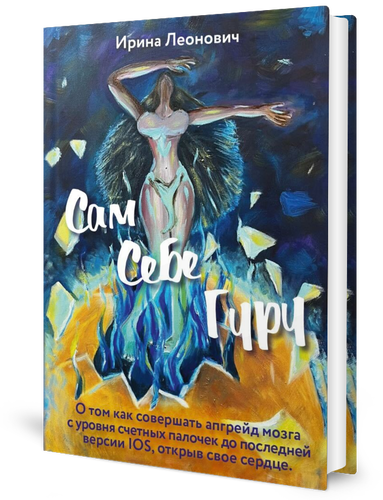 Ирина Леонович
Сам
Себе
Гуру
О том как совершать апгрейд мозга
с уровня счетных палочек до последней
версии IOS, открыв свое сердце.